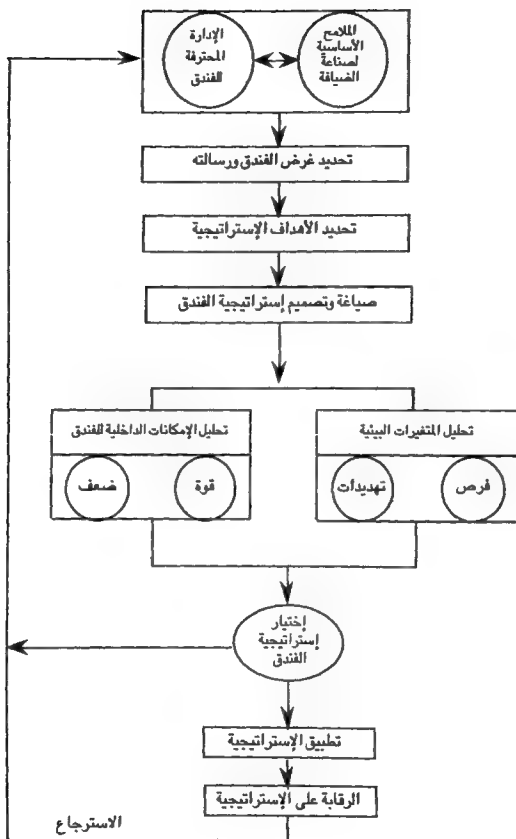 الملامح
الأساسية
لصناعة
الضيافة
الإدارة
المحترفة
للفندق
تحديد غرض الفندق ورسالته
تحديد الأهداف الإستراتيجية
صياغة وتصميم إستراتيجية الفندق
تحليل المتغيرات البيئية
فرص
تهديدات
تحليل الإمكانات الداخلية للفندق
قوة
ضعف
إختيار
إستراتيجية
الفندق
تطبيق الإستراتيجية
الرقابة على الإستراتيجية
الاسترجاع